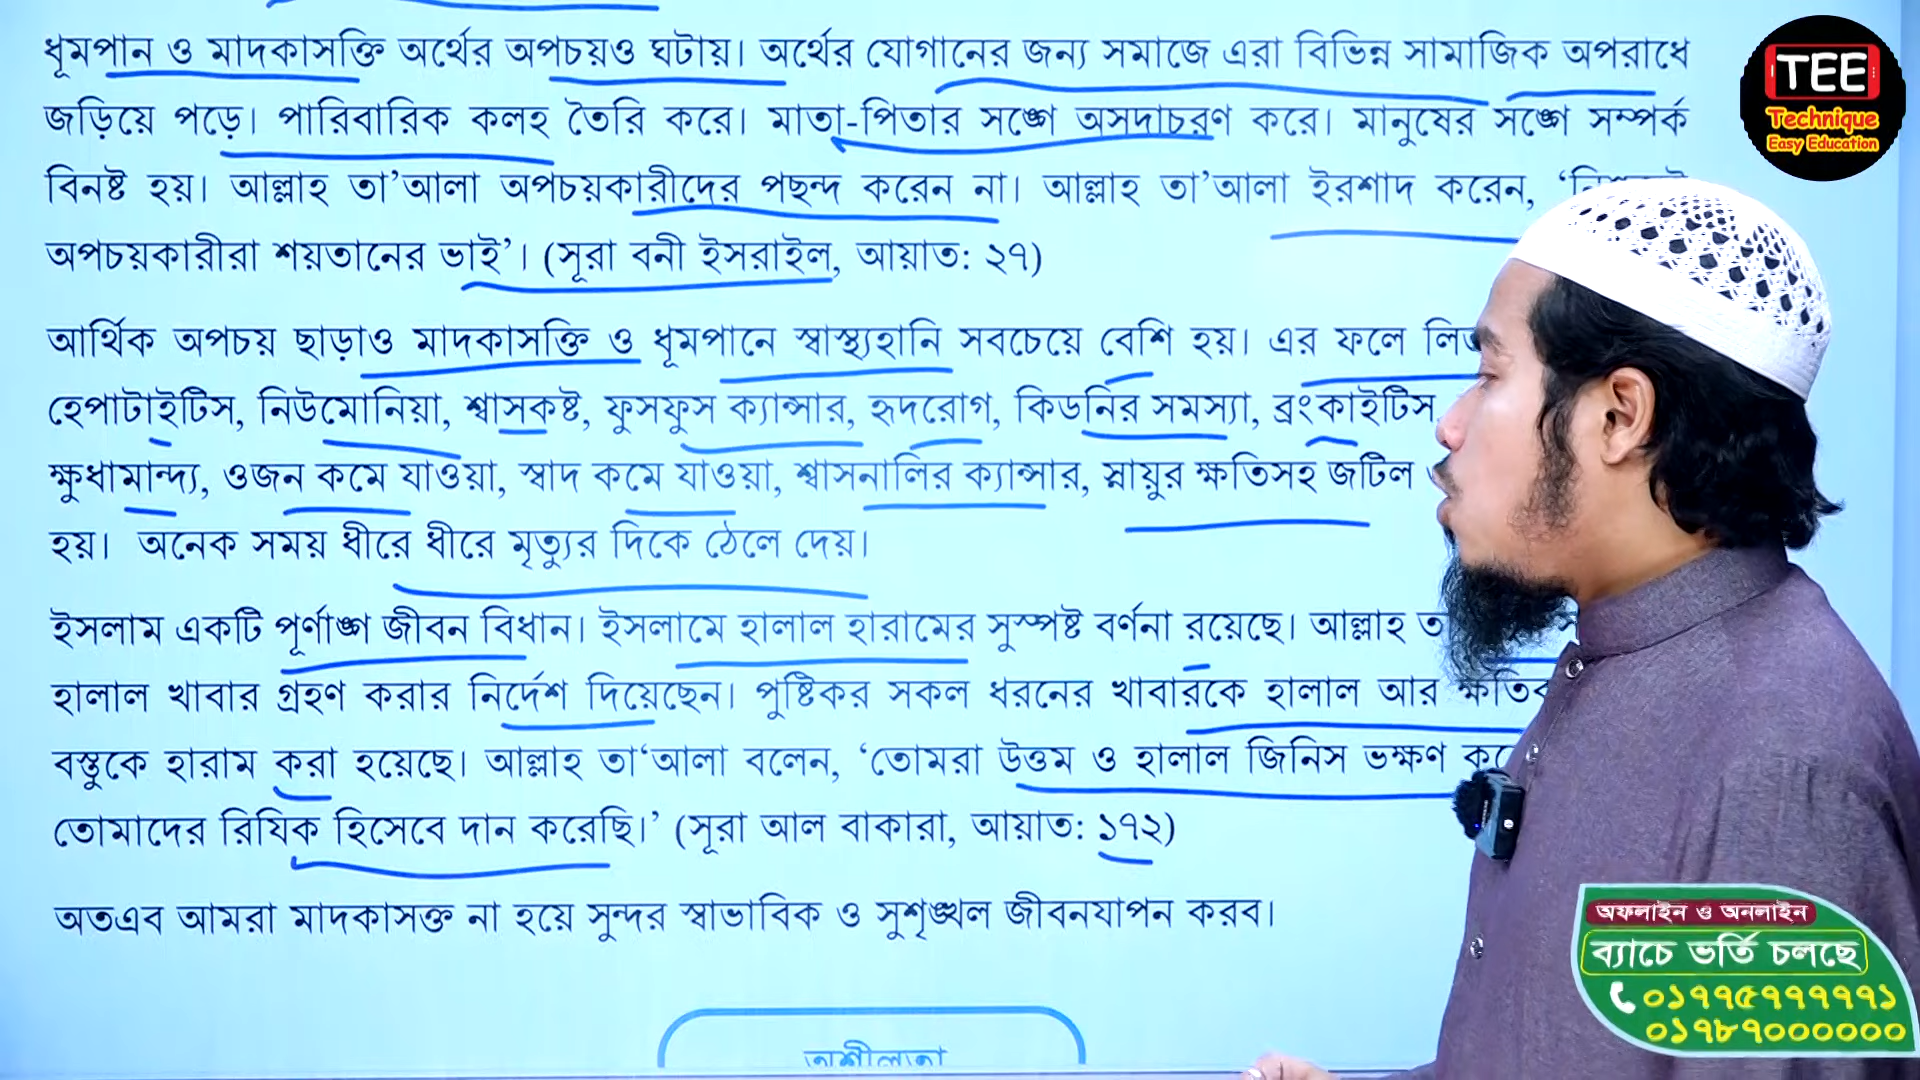 ধূমপান ও মাদকাসক্তি অর্থের অপচয়ও ঘটায়। অর্থের যোগানের জন্য সমাজে এরা বিভিন্ন সামাজিক অপরাধে
জড়িয়ে পড়ে। পারিবারিক কলহ তৈরি করে। মাতা-পিতার সঙ্গে অসদাচরণ করে। মানুষের সঙ্গে সম্পর্ক
বিনষ্ট হয়। আল্লাহ তা’আলা অপচয়কারীদের পছন্দ করেন না। আল্লাহ তা’আলা ইরশাদ করেন,
অপচয়কারীরা শয়তানের ভাই’। (সূরা বনী ইসরাইল, আয়াত: ২৭)
আর্থিক অপচয় ছাড়াও মাদকাসক্তি ও ধূমপানে স্বাস্থ্যহানি সবচেয়ে বেশি হয়। এর ফলে
হেপাটাইটিস, নিউমোনিয়া, শ্বাসকষ্ট, ফুসফুস ক্যান্সার, হৃদরোগ, কিডনির সমস্যা, ব্রংকাইটিস,
ক্ষুধামান্দ্য, ওজন কমে যাওয়া, স্বাদ কমে যাওয়া, শ্বাসনালির ক্যান্সার, স্নায়ুর ক্ষতিসহ জটিল
হয়। অনেক সময় ধীরে ধীরে মৃত্যুর দিকে ঠেলে দেয়।
ইসলাম একটি পূর্ণাঙ্গ জীবন বিধান। ইসলামে হালাল হারামের সুস্পষ্ট বর্ণনা রয়েছে। আল্লাহ
হালাল খাবার গ্রহণ করার নির্দেশ দিয়েছেন। পুষ্টিকর সকল ধরনের খাবারকে হালাল আর
বস্তুকে হারাম করা হয়েছে। আল্লাহ তা‘আলা বলেন, ‘তোমরা উত্তম ও হালাল জিনিস ভক্ষণ
তোমাদের রিযিক হিসেবে দান করেছি।’ (সূরা আল বাকারা, আয়াত: ১৭২)
অতএব আমরা মাদকাসক্ত না হয়ে সুন্দর স্বাভাবিক ও সুশৃঙ্খল জীবনযাপন করব।
অশ্লীলতা
TEE
Technique
Easy Education
অফলাইন ও অনলাইন
ব্যাচে ভর্তি চলছে
০১৭৭৫৭৭৭৭৭১
০১৭৮৭০০০০০০